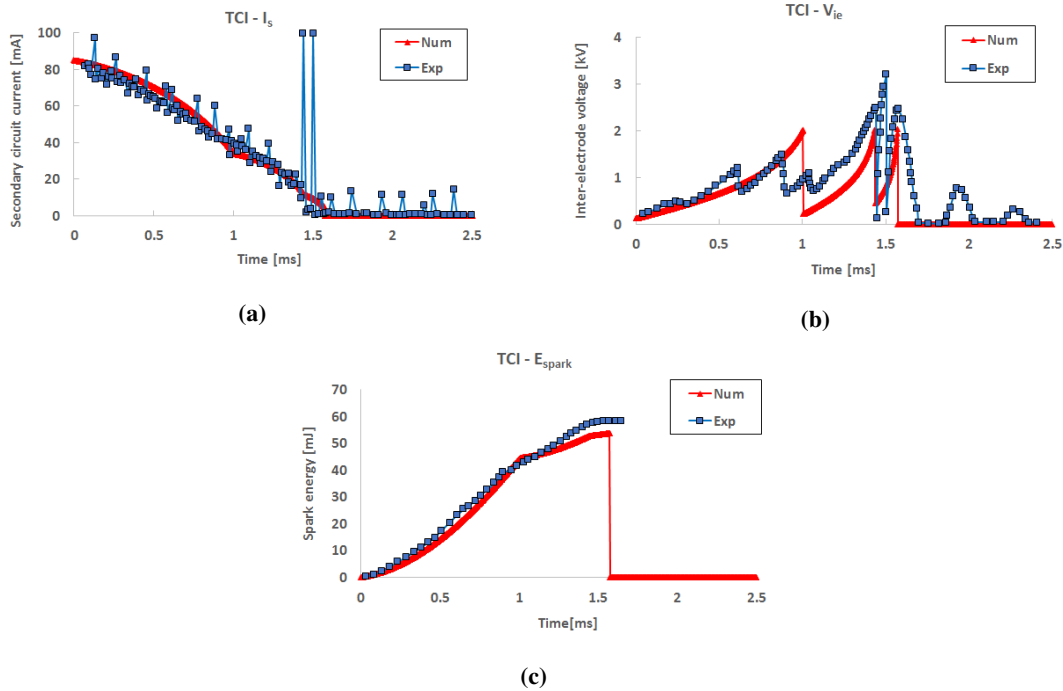 TCI - Is
Num
Exp
Secondary circuit current [mA]
100
80
60
40
20
0
0 0.5 1 1.5 2 2.5
Time [ms]
(a)
TCI - Vie
Num
Exp
Inter-electrode voltage [kV]
4
3
2
1
0
0 0.5 1 1.5 2 2.5
Time [ms]
(b)
TCI - Espark
Num
Exp
Spark energy [mJ]
70
60
50
40
30
20
10
0
0 0.5 1 1.5 2 2.5
Time[ms]
(c)